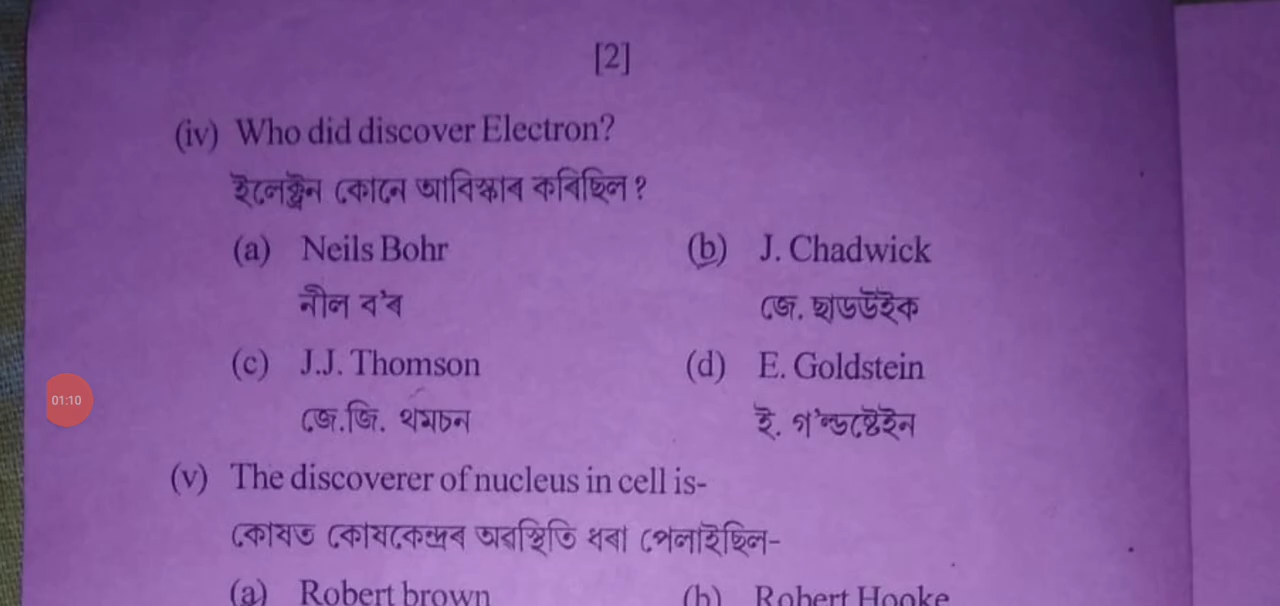 [2]
(iv) Who did discover Electron?
ইলেক্ট্ৰন কোনে আবিস্কাৰ কৰিছিল ?
(a) Neils Bohr (b) J. Chadwick
নীল ব'ৰ জে. ছাডউইক
(c) J.J. Thomson (d) E. Goldstein
জে.জি. থমচন ই. গ'ল্ডষ্টেইন
01:10
(v) The discoverer of nucleus in cell is-
কোষত কোষকেন্দ্ৰৰ অৱস্থিতি ধৰা পেলাইছিল-
(a) Robert brown (b) Robert Hooke